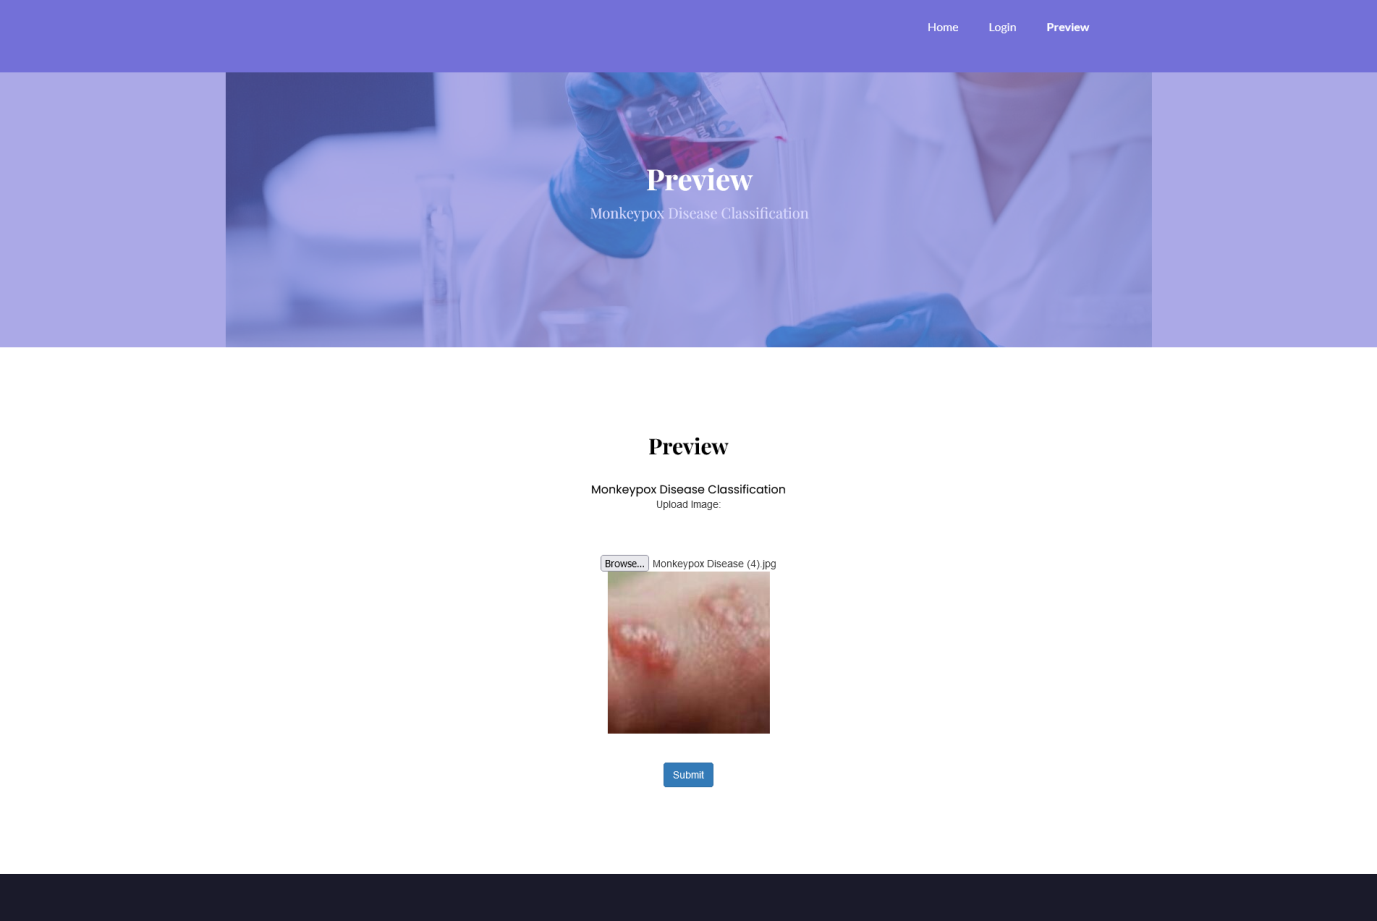 Home Login Preview
Preview
Monkeypox Disease Classification
Preview
Monkeypox Disease Classification
Upload Image:
Browse... Monkeypox Disease (4).jpg
Submit